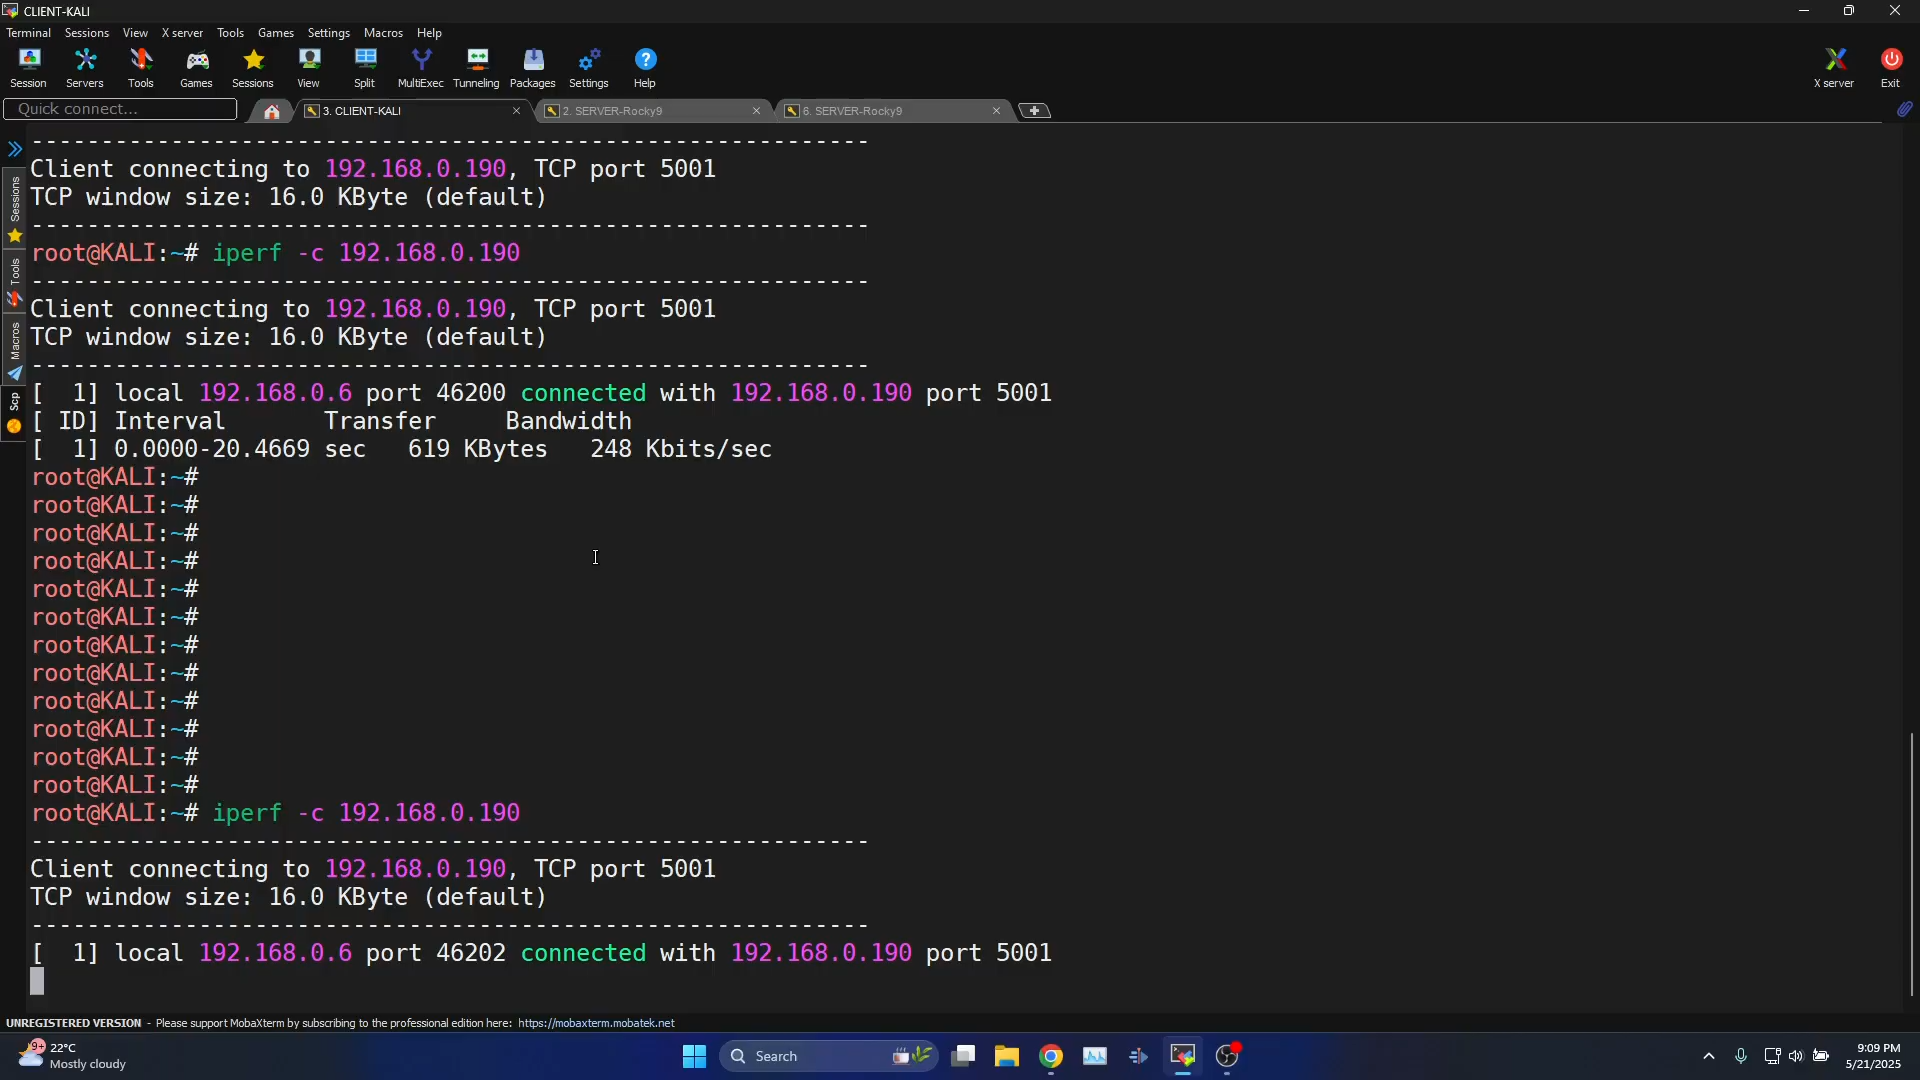 CLIENT-KALI
Terminal Sessions View X server Tools Games Settings Macros Help
Session Servers Tools Games Sessions View Split MultiExec Tunneling Packages Settings Help X server Exit
Quick connect... 3. CLIENT-KALI 2. SERVER-Rocky9 6. SERVER-Rocky9
Sessions
Tools
Macros
Scp
------------------------------------------------------------
Client connecting to 192.168.0.190, TCP port 5001
TCP window size: 16.0 KByte (default)
------------------------------------------------------------
root@KALI:~# iperf -c 192.168.0.190
------------------------------------------------------------
Client connecting to 192.168.0.190, TCP port 5001
TCP window size: 16.0 KByte (default)
------------------------------------------------------------
[  1] local 192.168.0.6 port 46200 connected with 192.168.0.190 port 5001
[ ID] Interval       Transfer     Bandwidth
[  1] 0.0000-20.4669 sec   619 KBytes   248 Kbits/sec
root@KALI:~#
root@KALI:~#
root@KALI:~#
root@KALI:~#
root@KALI:~#
root@KALI:~#
root@KALI:~#
root@KALI:~#
root@KALI:~#
root@KALI:~#
root@KALI:~#
root@KALI:~#
root@KALI:~# iperf -c 192.168.0.190
------------------------------------------------------------
Client connecting to 192.168.0.190, TCP port 5001
TCP window size: 16.0 KByte (default)
------------------------------------------------------------
[  1] local 192.168.0.6 port 46202 connected with 192.168.0.190 port 5001
UNREGISTERED VERSION - Please support MobaXterm by subscribing to the professional edition here: https://mobaxterm.mobatek.net
9+ 22°C
Mostly cloudy
Search
9:09 PM
5/21/2025